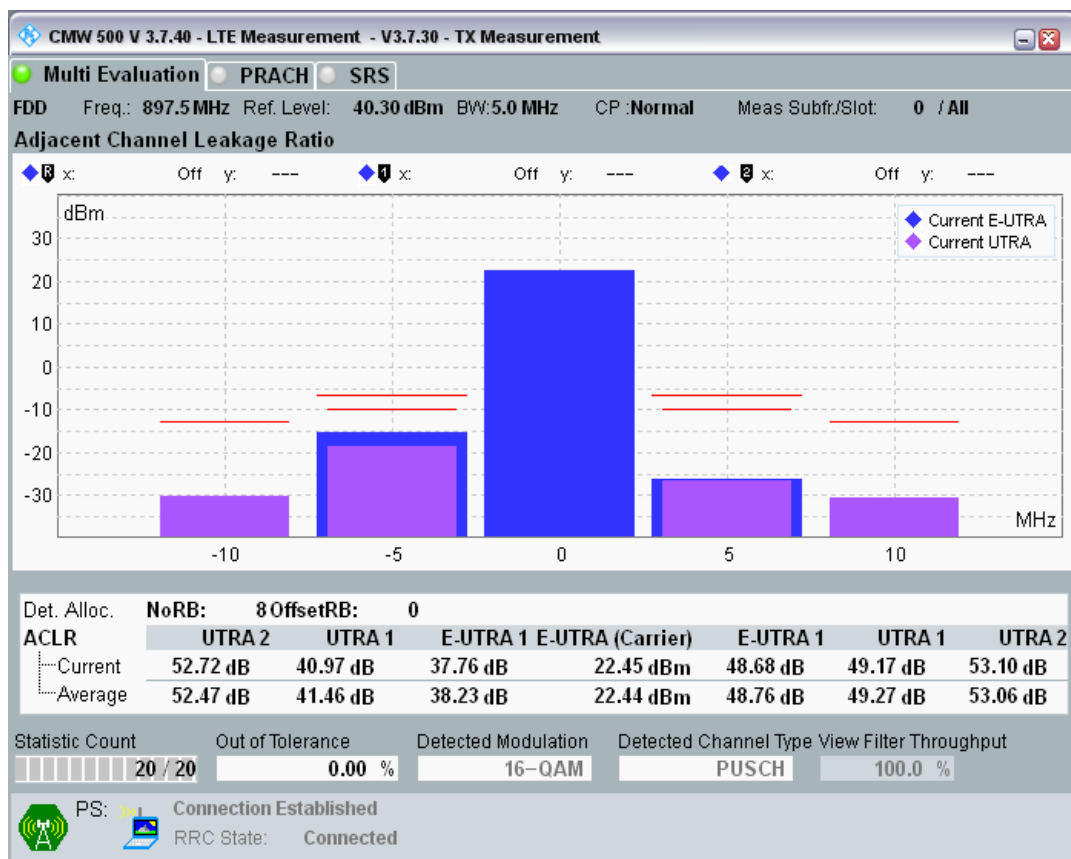 CMW 500 V 3.7.40 - LTE Measurement - V3.7.30 - TX Measurement
Multi Evaluation PRACH SRS
FDD Freq.: 897.5 MHz Ref. Level: 40.30 dBm BW:5.0 MHz CP :Normal Meas Subfr./Slot: 0 / All
Adjacent Channel Leakage Ratio
R x: Off y: --- 1 x: Off y: --- 2 x: Off y: ---
dBm
Current E-UTRA
Current UTRA
30
20
10
0
-10
-20
-30
MHz
-10 -5 0 5 10
Det. Alloc. NoRB: 8 OffsetRB: 0
ACLR UTRA 2 UTRA 1 E-UTRA 1 E-UTRA (Carrier) E-UTRA 1 UTRA 1 UTRA 2
Current 52.72 dB 40.97 dB 37.76 dB 22.45 dBm 48.68 dB 49.17 dB 53.10 dB
Average 52.47 dB 41.46 dB 38.23 dB 22.44 dBm 48.76 dB 49.27 dB 53.06 dB
Statistic Count Out of Tolerance Detected Modulation Detected Channel Type View Filter Throughput
20 / 20 0.00 % 16-QAM PUSCH 100.0 %
PS: Connection Established
RRC State: Connected